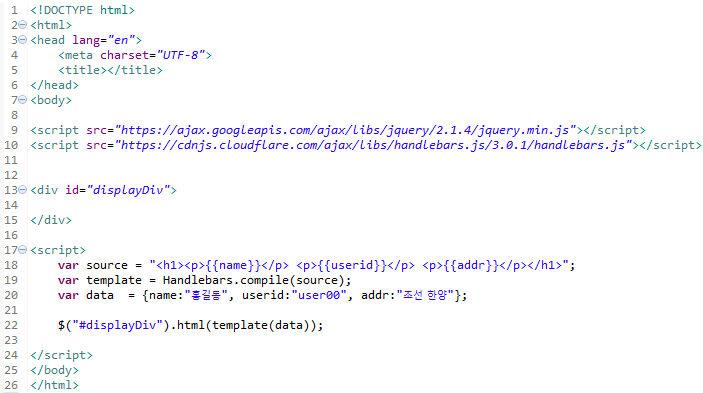 1 <!DOCTYPE html>
2 <html>
3 <head lang="en">
4     <meta charset="UTF-8">
5     <title></title>
6 </head>
7 <body>
8
9 <script src="https://ajax.googleapis.com/ajax/libs/jquery/2.1.4/jquery.min.js"></script>
10 <script src="https://cdnjs.cloudflare.com/ajax/libs/handlebars.js/3.0.1/handlebars.js"></script>
11
12
13 <div id="displayDiv">
14
15 </div>
16
17 <script>
18     var source = "<h1><p>{{name}}</p> <p>{{userid}}</p> <p>{{addr}}</p></h1>";
19     var template = Handlebars.compile(source);
20     var data  = {name:"홍길동", userid:"user00", addr:"조선 한양"};
21
22     $("#displayDiv").html(template(data));
23
24 </script>
25 </body>
26 </html>